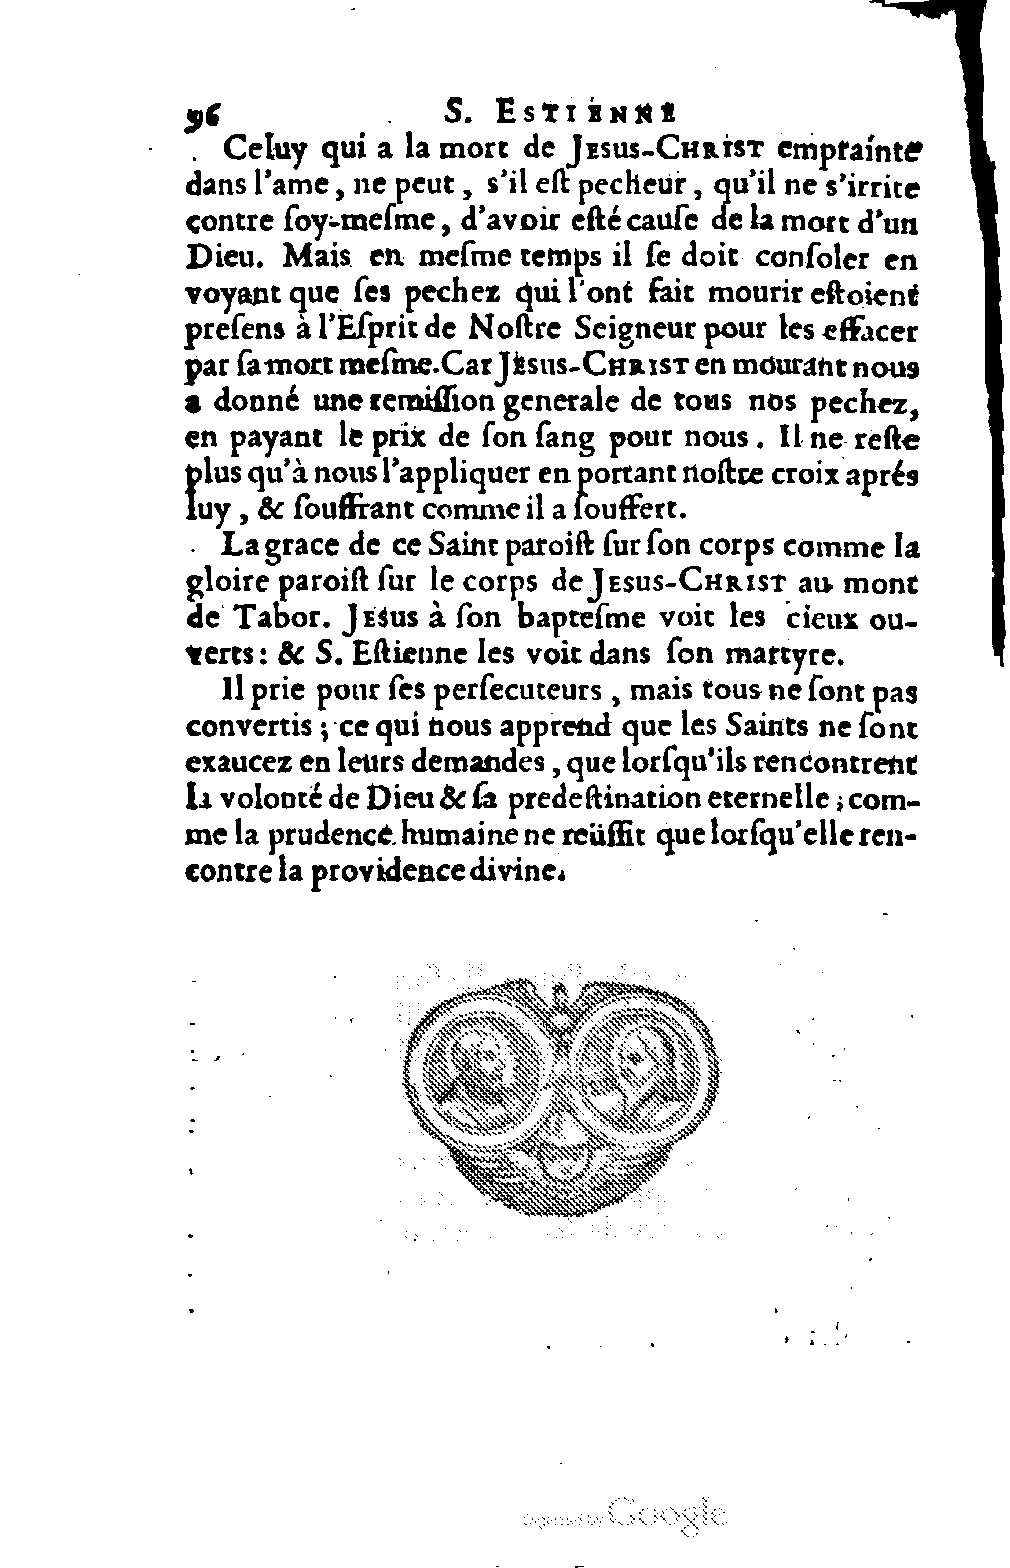 96 S. ESTIENNE
Celuy qui a la mort de JESUS-CHRIST emprainte
dans l'ame, ne peut, s'il eſt pecheur, qu'il ne s'irrite
contre ſoy-meſme, d'avoir eſté cauſe de la mort d'un
Dieu. Mais en meſme temps il ſe doit conſoler en
voyant que ſes pechez qui l'ont fait mourir eſtoient
preſens à l'Eſprit de Noſtre Seigneur pour les effacer
par ſa mort meſme. Car JESUS-CHRIST en mourant nous
a donné une remiſſion generale de tous nos pechez,
en payant le prix de ſon ſang pour nous. Il ne reſte
plus qu'à nous l'appliquer en portant noſtre croix aprés
luy, & ſouffrant comme il a ſouffert.
La grace de ce Saint paroiſt ſur ſon corps comme la
gloire paroiſt ſur le corps de JESUS-CHRIST au mont
de Tabor. JESUS à ſon bapteſme voit les cieux ou-
verts: & S. Eſtienne les voit dans ſon martyre.
Il prie pour ſes perſecuteurs, mais tous ne ſont pas
convertis; ce qui nous apprend que les Saints ne ſont
exaucez en leurs demandes, que lorſqu'ils rencontrent
la volonté de Dieu & ſa predeſtination eternelle; com-
me la prudence humaine ne reüſſit que lorſqu'elle ren-
contre la providence divine.
Digitized by Google